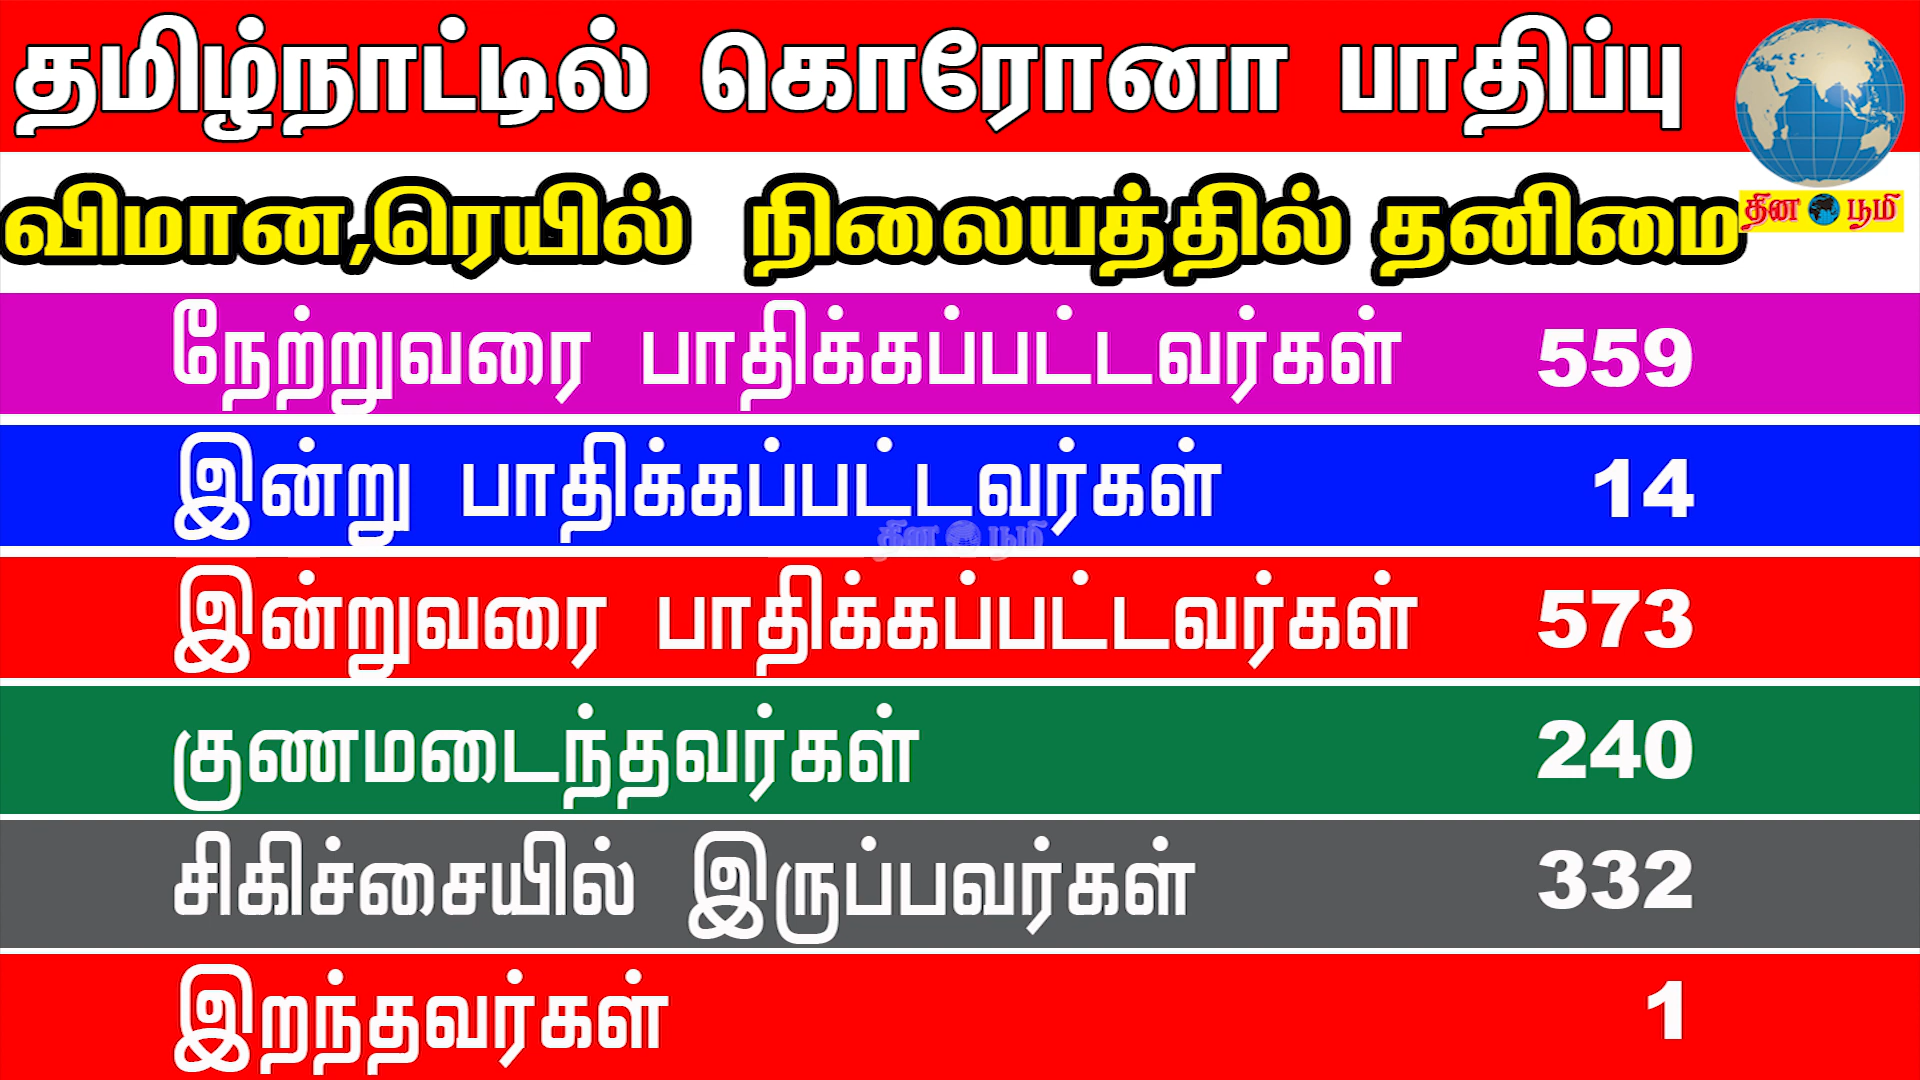 தமிழ்நாட்டில் கொரோனா பாதிப்பு
விமான,ரெயில் நிலையத்தில் தனிமை
தின பூமி
நேற்றுவரை பாதிக்கப்பட்டவர்கள் 559
இன்று பாதிக்கப்பட்டவர்கள் 14
தின பூமி
இன்றுவரை பாதிக்கப்பட்டவர்கள் 573
குணமடைந்தவர்கள் 240
சிகிச்சையில் இருப்பவர்கள் 332
இறந்தவர்கள் 1